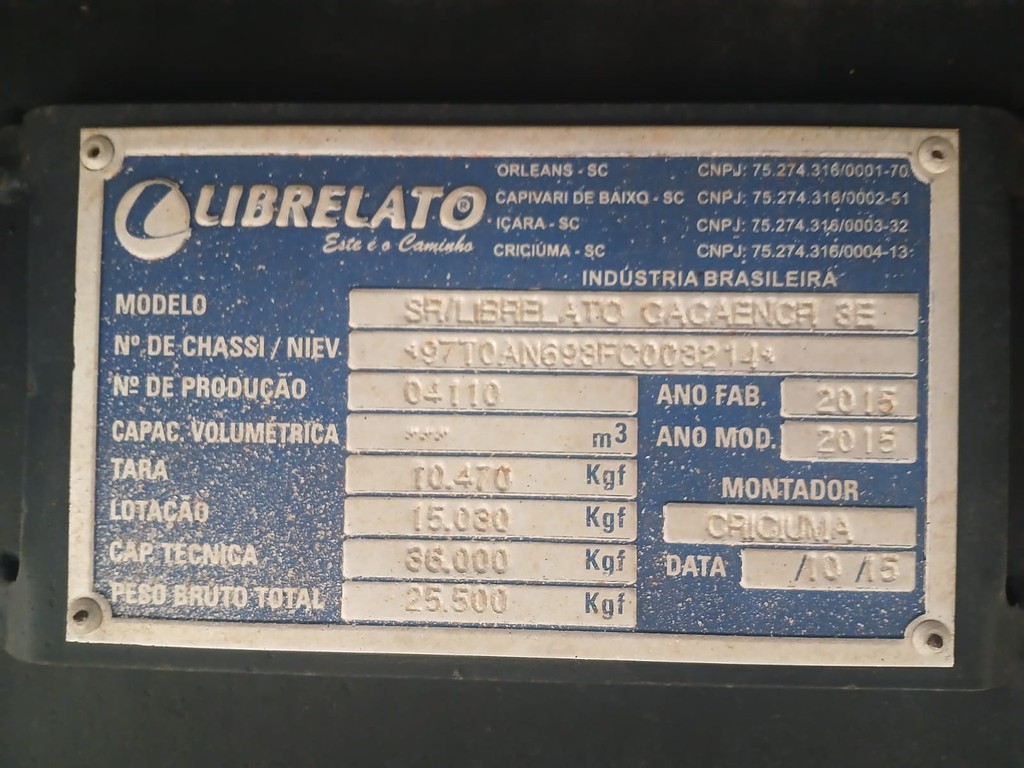 LIBRELATO®
Este é o Caminho
ORLEANS - SC CNPJ: 75.274.316/0001-70
CAPIVARI DE BAIXO - SC CNPJ: 75.274.316/0002-51
IÇARA - SC CNPJ: 75.274.316/0003-32
CRICIÚMA - SC CNPJ: 75.274.316/0004-13
INDÚSTRIA BRASILEIRA
MODELO SR/LIBRELATO CACAENCR 3E
Nº DE CHASSI / NIEV
Nº DE PRODUÇÃO 04110 ANO FAB. 2015
CAPAC. VOLUMÉTRICA *** m³ ANO MOD. 2015
TARA 10.470 Kgf
MONTADOR
LOTAÇÃO 15.030 Kgf CRICIUMA
CAP TECNICA 36.000 Kgf DATA /10 /15
PESO BRUTO TOTAL 25.500 Kgf